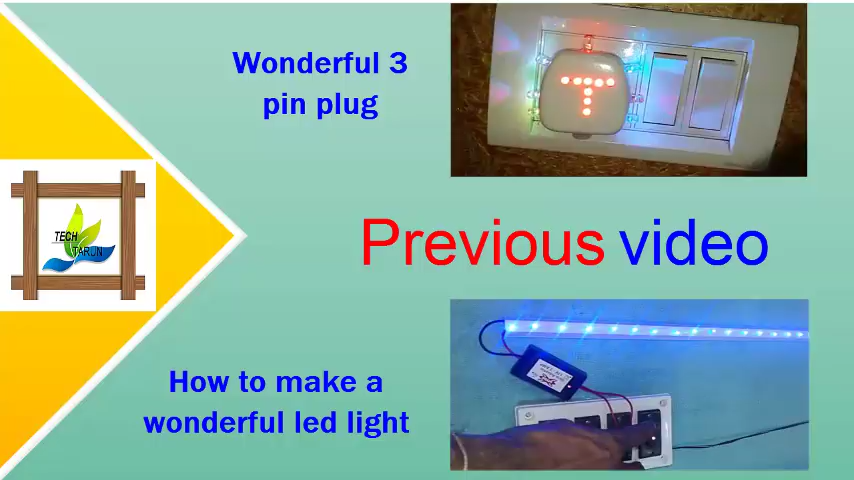 Wonderful 3
pin plug
T
TECH
TARUN
Previous video
How to make a
wonderful led light